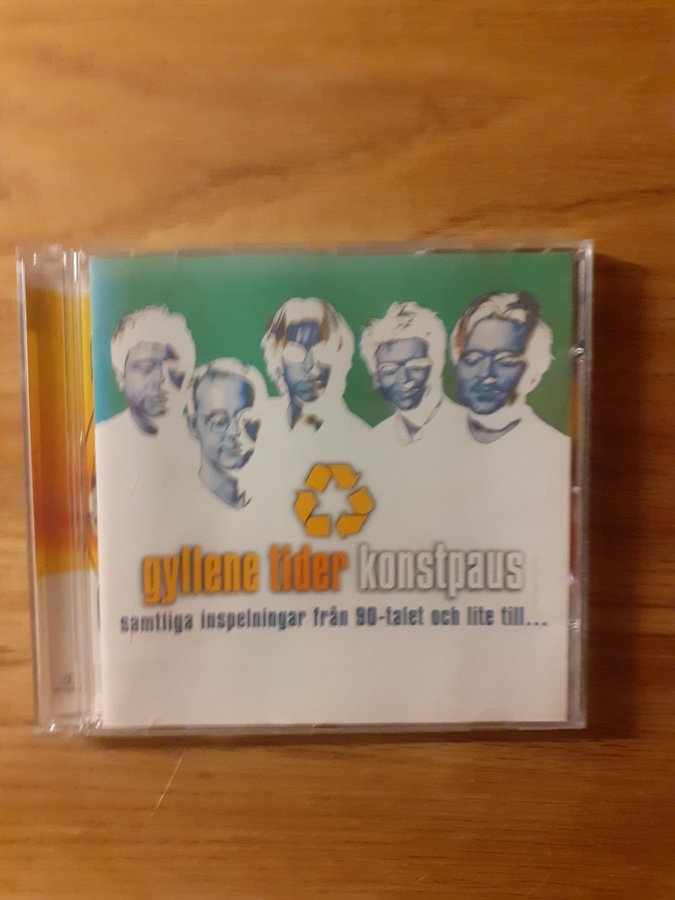 gyllene tider konstpaus
samtliga inspelningar från 90-talet och lite till...